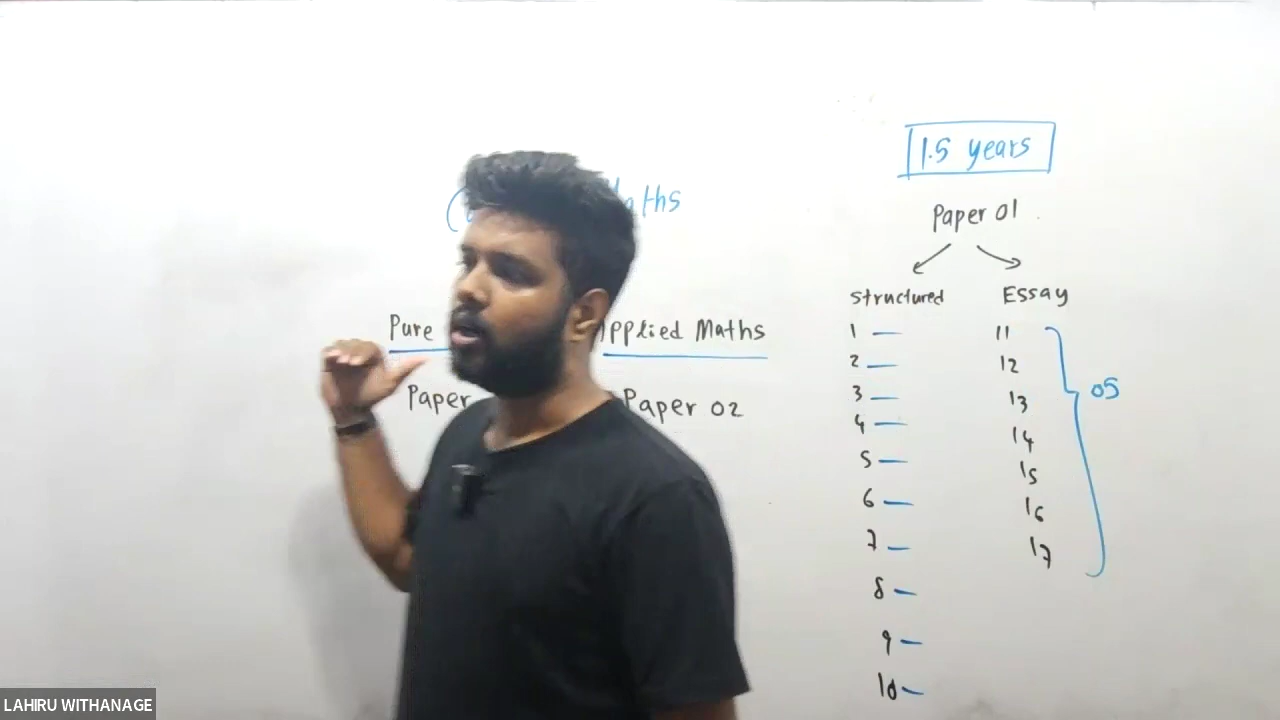 1.5 years
Maths
Paper 01
Structured Essay
Pure Applied Maths
Paper Paper 02
1 — 11
2 — 12
3 — 13
4 — 14
5 — 15
6 — 16
7 — 17
8 —
9 —
10 —
05
LAHIRU WITHANAGE